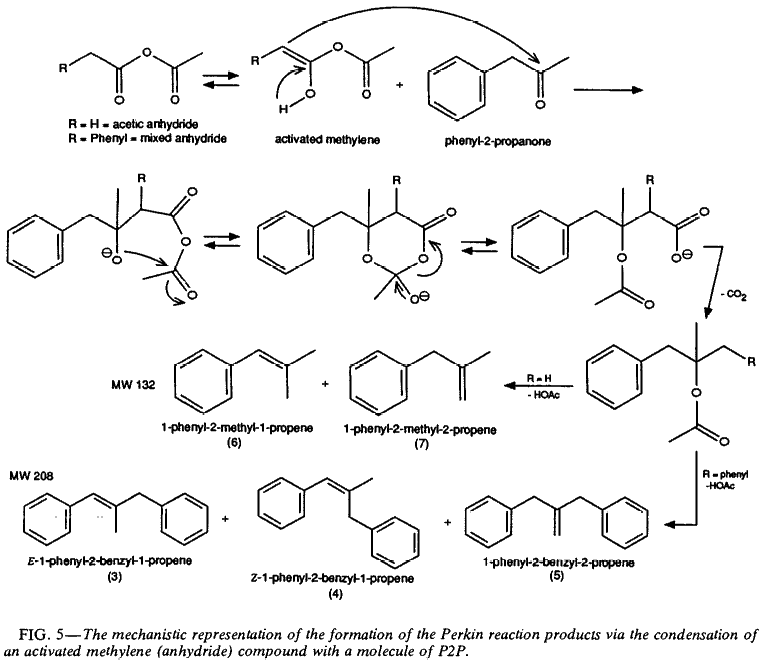 R
O
O
O
R
O
O
O
H
+
O
R = H = acetic anhydride
R = Phenyl = mixed anhydride
activated methylene
phenyl-2-propanone
R
O
O
O
⊖
O
R
O
O
O
O⊖
R
O
O⊖
O
O
- CO2
MW 132
+
R = H
- HOAc
R
O
O
1-phenyl-2-methyl-1-propene
(6)
1-phenyl-2-methyl-2-propene
(7)
MW 208
R = phenyl
-HOAc
+
+
E-1-phenyl-2-benzyl-1-propene
(3)
Z-1-phenyl-2-benzyl-1-propene
(4)
1-phenyl-2-benzyl-2-propene
(5)
FIG. 5—The mechanistic representation of the formation of the Perkin reaction products via the condensation of
an activated methylene (anhydride) compound with a molecule of P2P.